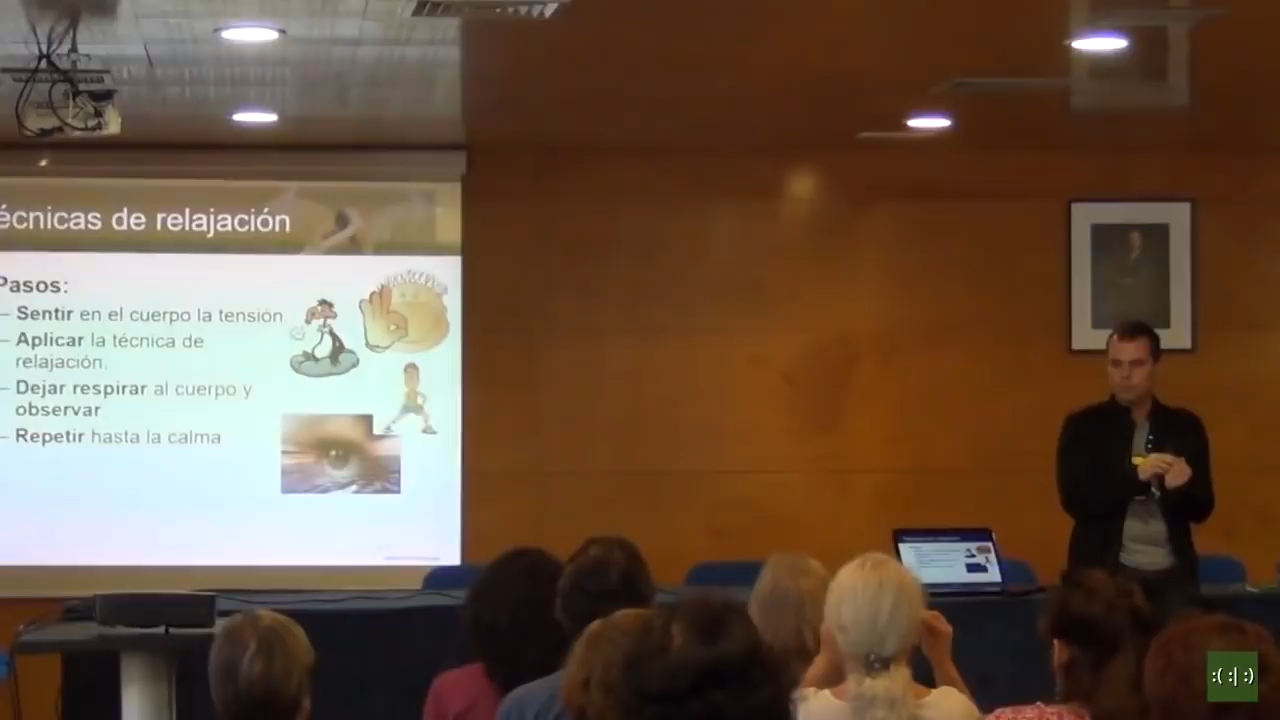 écnicas de relajación
Pasos:
– Sentir en el cuerpo la tensión
– Aplicar la técnica de
relajación.
– Dejar respirar al cuerpo y
observar
– Repetir hasta la calma
:( :| :)